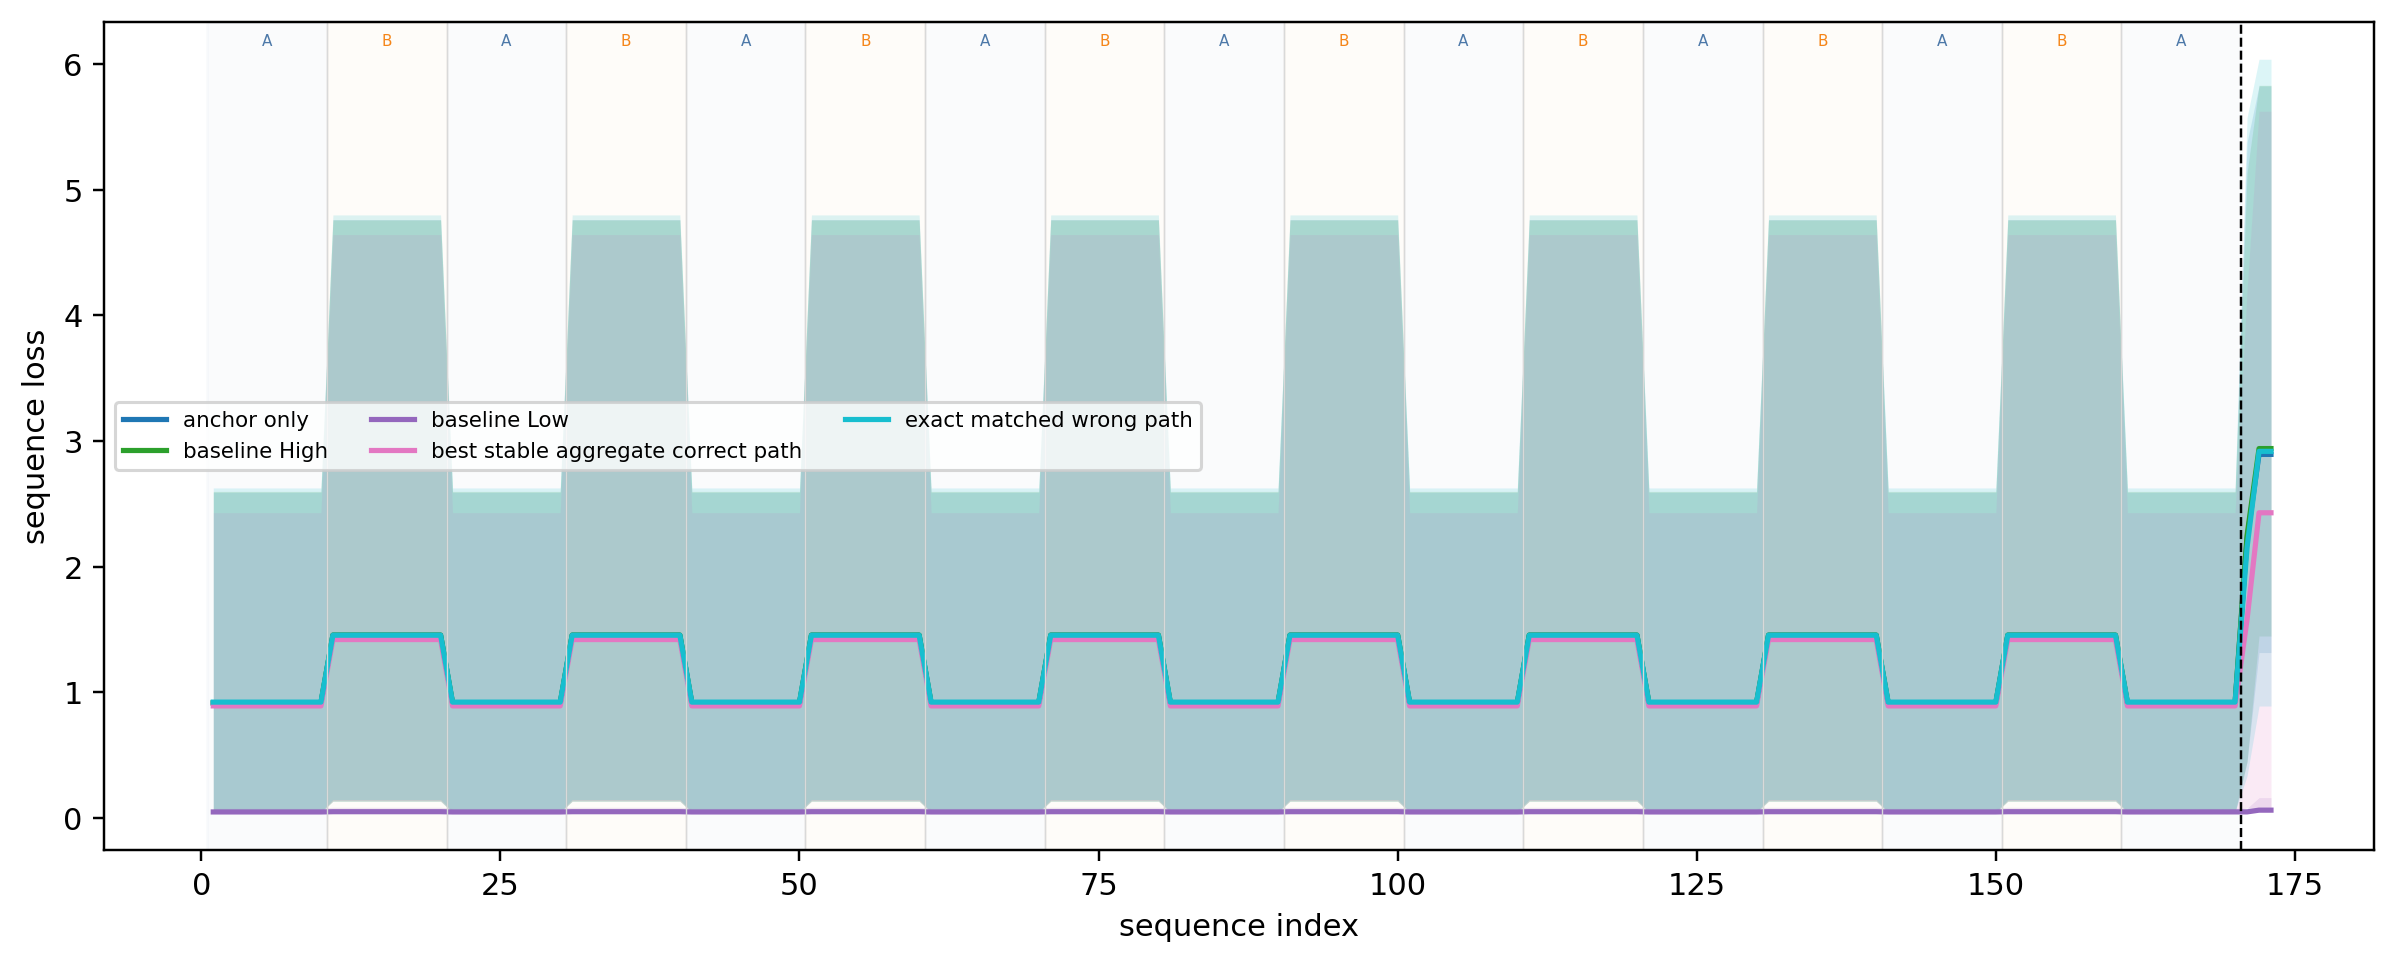 A B A B A B A B A B A B A B A B A
6
5
4
3
2
1
0
sequence loss
anchor only
baseline High
baseline Low
best stable aggregate correct path
exact matched wrong path
0 25 50 75 100 125 150 175
sequence index